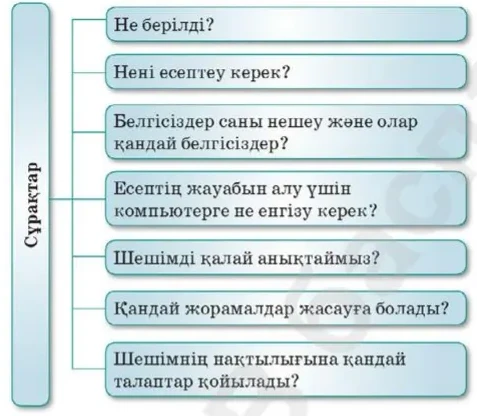 Сұрақтар
Не берілді?
Нені есептеу керек?
Белгісіздер саны нешеу және олар
қандай белгісіздер?
Есептің жауабын алу үшін
компьютерге не енгізу керек?
Шешімді қалай анықтаймыз?
Қандай жорамалдар жасауға болады?
Шешімнің нақтылығына қандай
талаптар қойылады?